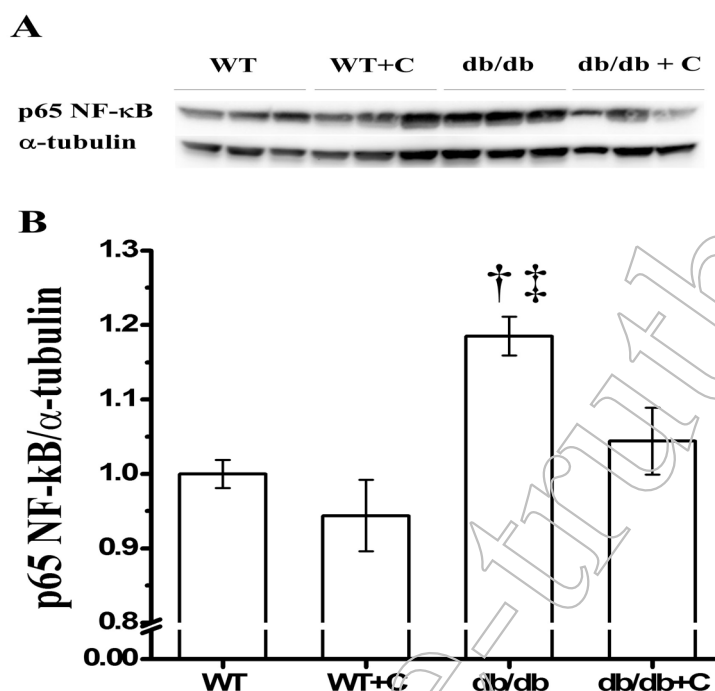 A
WT WT+C db/db db/db + C
p65 NF-κB
α-tubulin
B
p65 NF-kB/α-tubulin
1.3
1.2
1.1
1.0
0.9
0.8
0.00
† ‡
WT WT+C db/db db/db+C